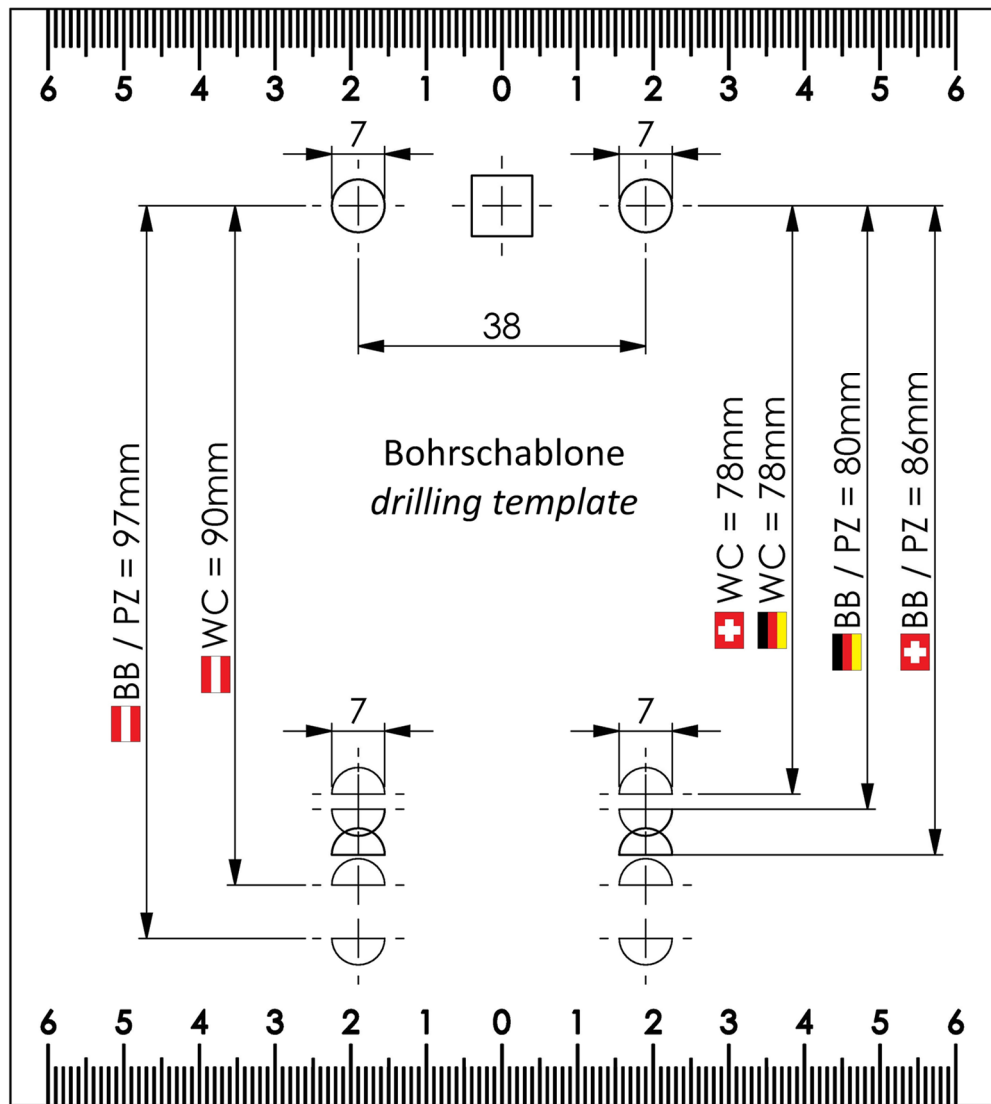 6 5 4 3 2 1 0 1 2 3 4 5 6
7 7
38
Bohrschablone
drilling template
BB / PZ = 97mm
WC = 90mm
WC = 78mm
WC = 78mm
BB / PZ = 80mm
BB / PZ = 86mm
7 7
6 5 4 3 2 1 0 1 2 3 4 5 6